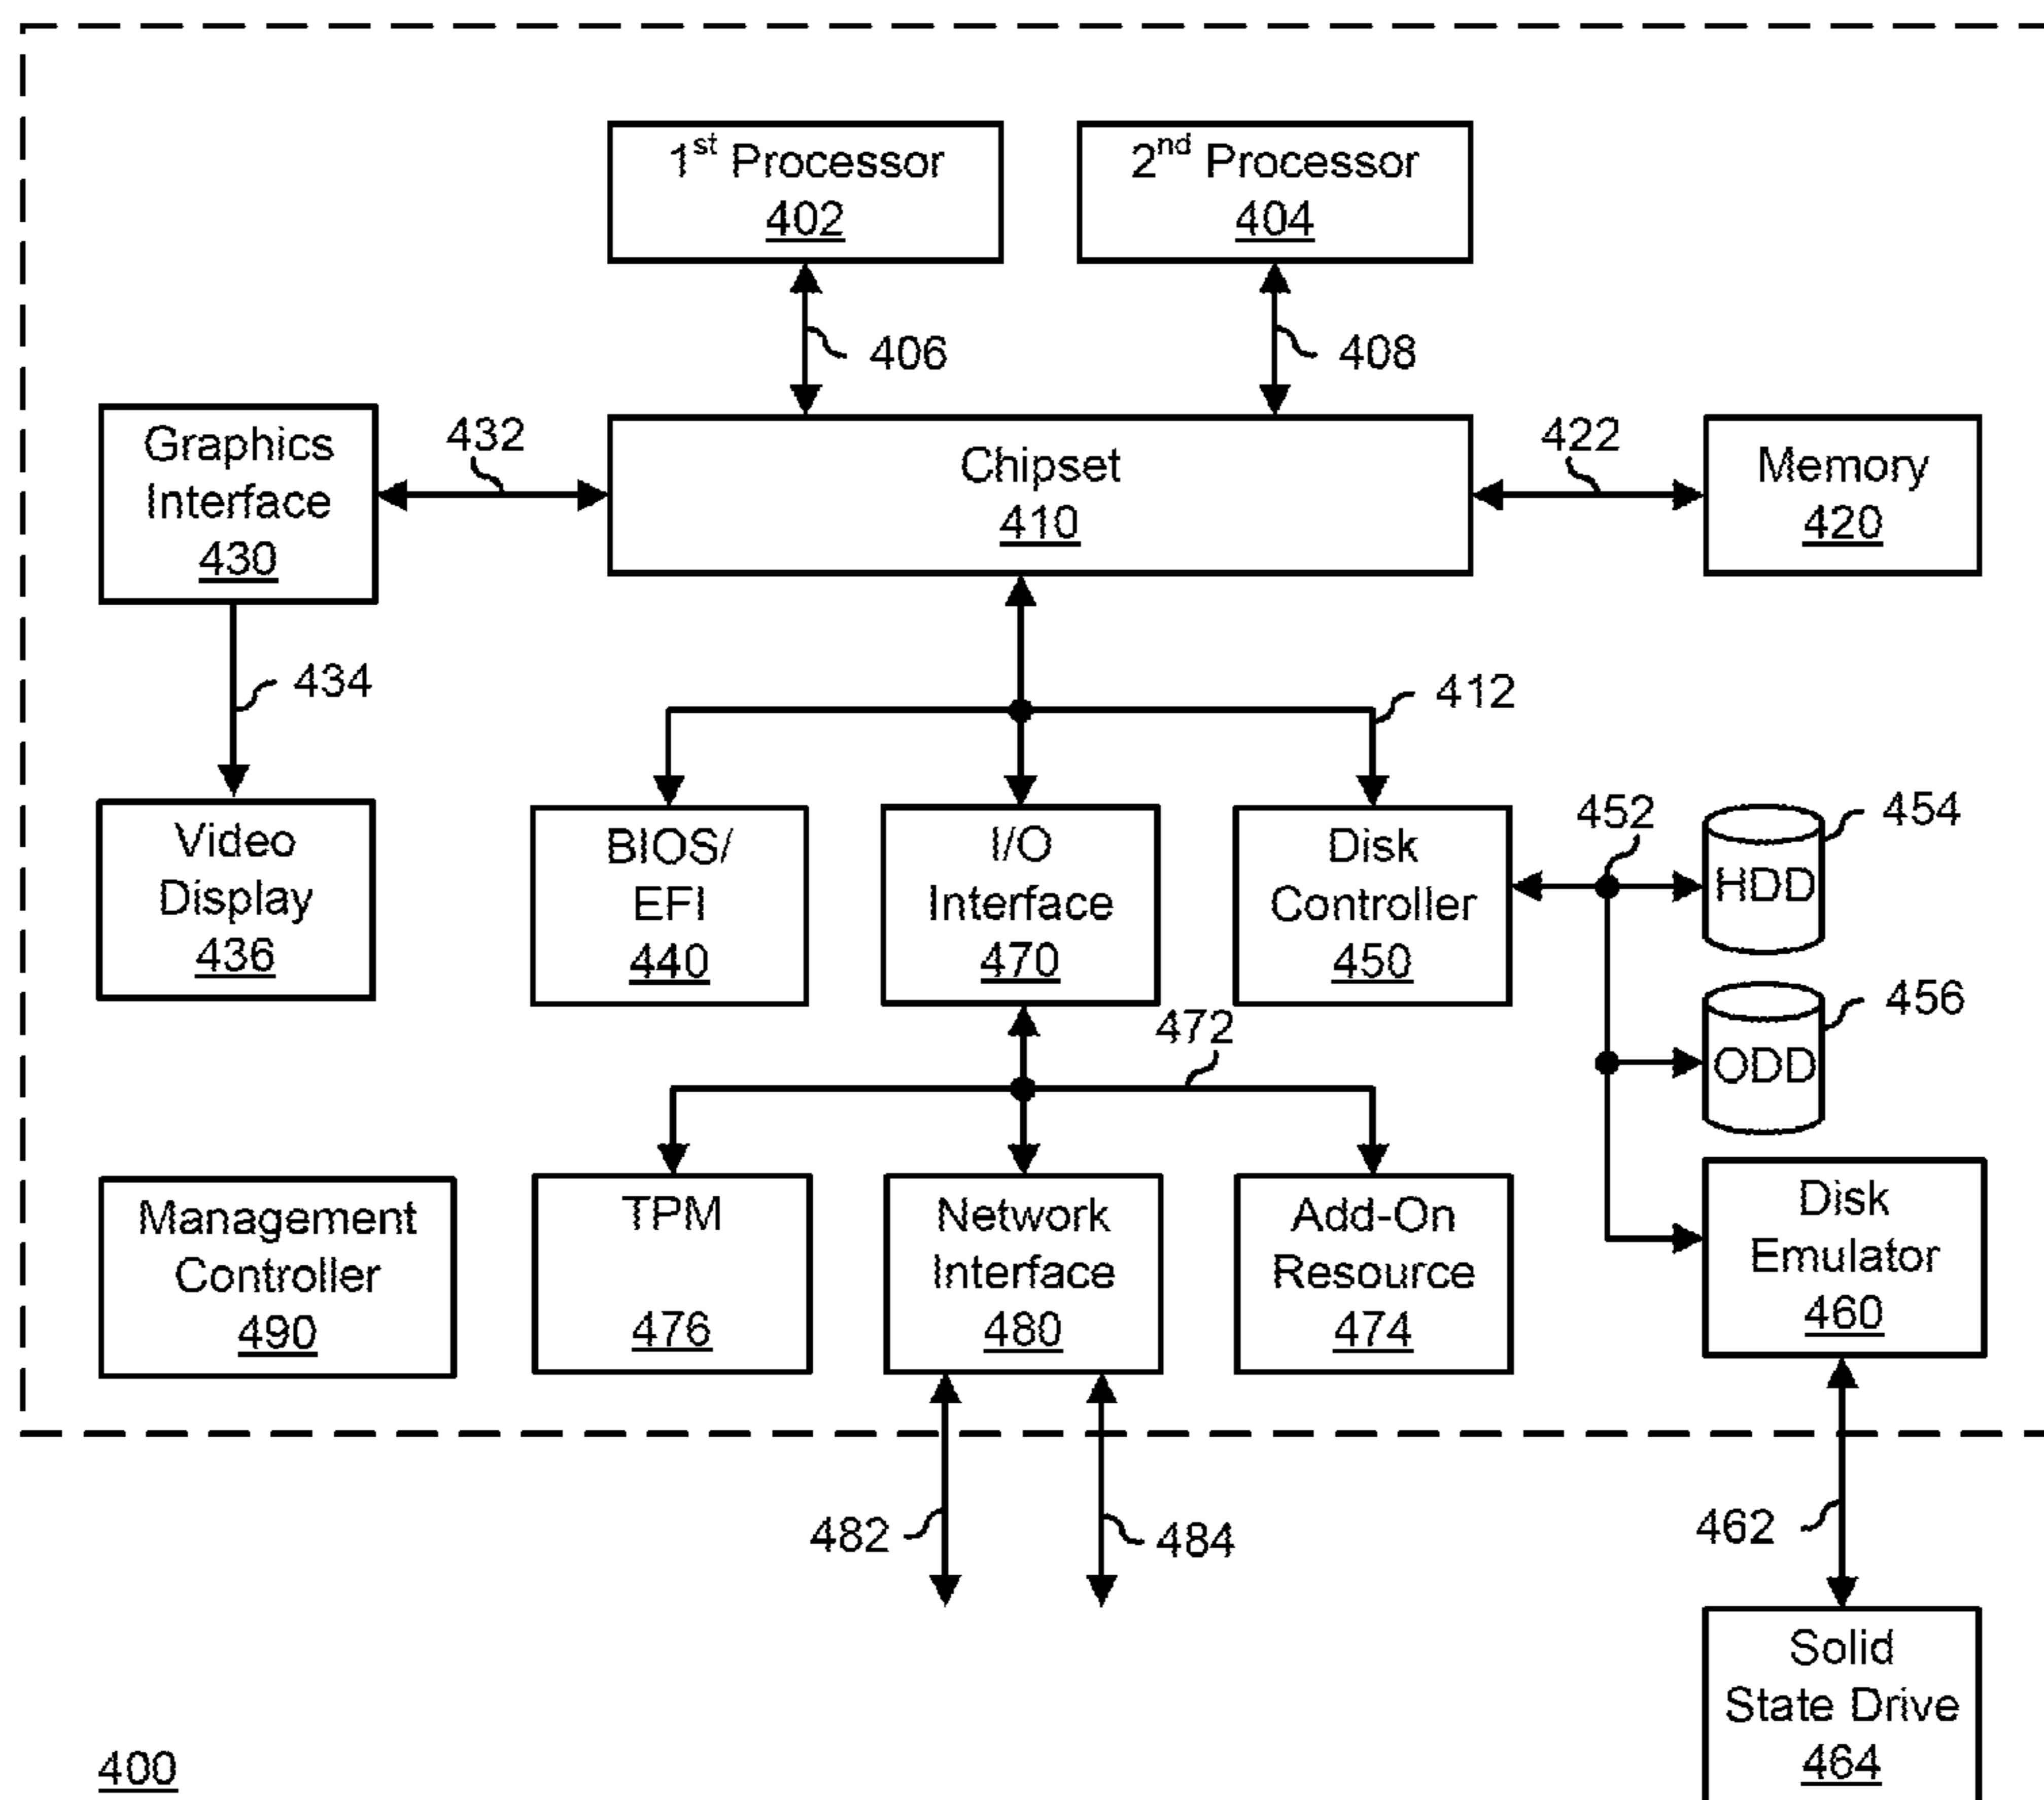 1st Processor
402
2nd Processor
404
406
408
Graphics
Interface
430
432
Chipset
410
422
Memory
420
434
412
Video
Display
436
BIOS/
EFI
440
I/O
Interface
470
Disk
Controller
450
452
HDD
454
ODD
456
472
Management
Controller
490
TPM
476
Network
Interface
480
Add-On
Resource
474
Disk
Emulator
460
482
484
462
Solid
State Drive
464
400